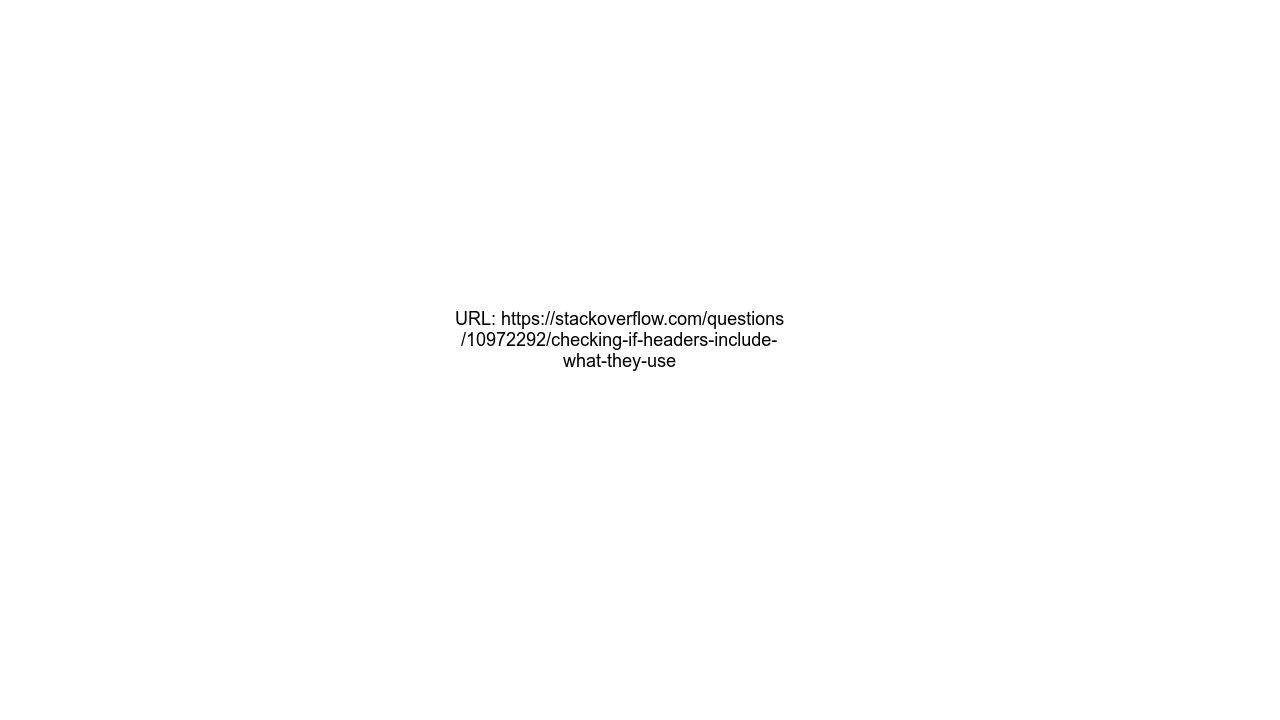 URL: https://stackoverflow.com/questions
/10972292/checking-if-headers-include-
what-they-use